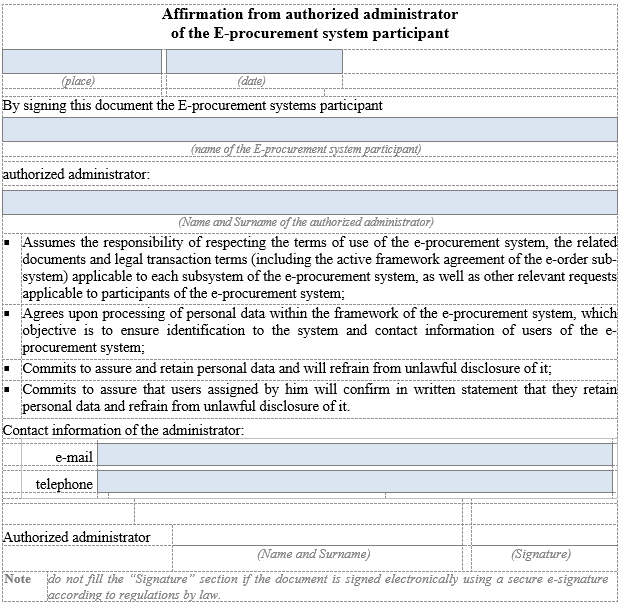 Affirmation from authorized administrator
of the E-procurement system participant
(place)
(date)
By signing this document the E-procurement systems participant
(name of the E-procurement system participant)
authorized administrator:
(Name and Surname of the authorized administrator)
▪ Assumes the responsibility of respecting the terms of use of the e-procurement system, the related
documents and legal transaction terms (including the active framework agreement of the e-order sub-
system) applicable to each subsystem of the e-procurement system, as well as other relevant requests
applicable to participants of the e-procurement system;
▪ Agrees upon processing of personal data within the framework of the e-procurement system, which
objective is to ensure identification to the system and contact information of users of the e-
procurement system;
▪ Commits to assure and retain personal data and will refrain from unlawful disclosure of it;
▪ Commits to assure that users assigned by him will confirm in written statement that they retain
personal data and refrain from unlawful disclosure of it.
Contact information of the administrator:
e-mail
telephone
Authorized administrator
(Name and Surname)
(Signature)
Note do not fill the “Signature” section if the document is signed electronically using a secure e-signature
according to regulations by law.